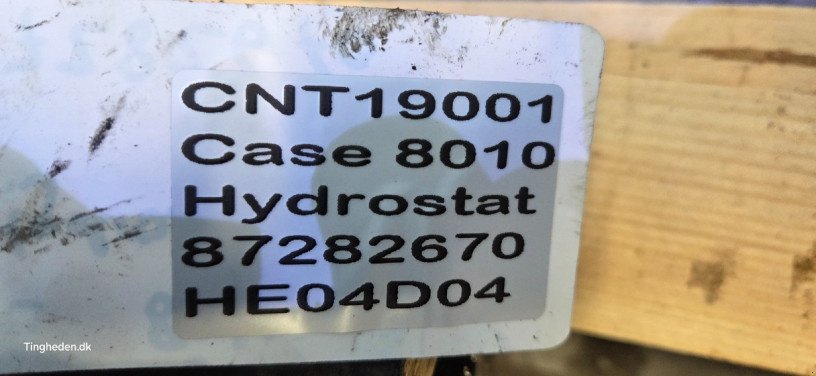 CNT19001
Case 8010
Hydrostat
87282670
HE04D04
Tingheden.dk